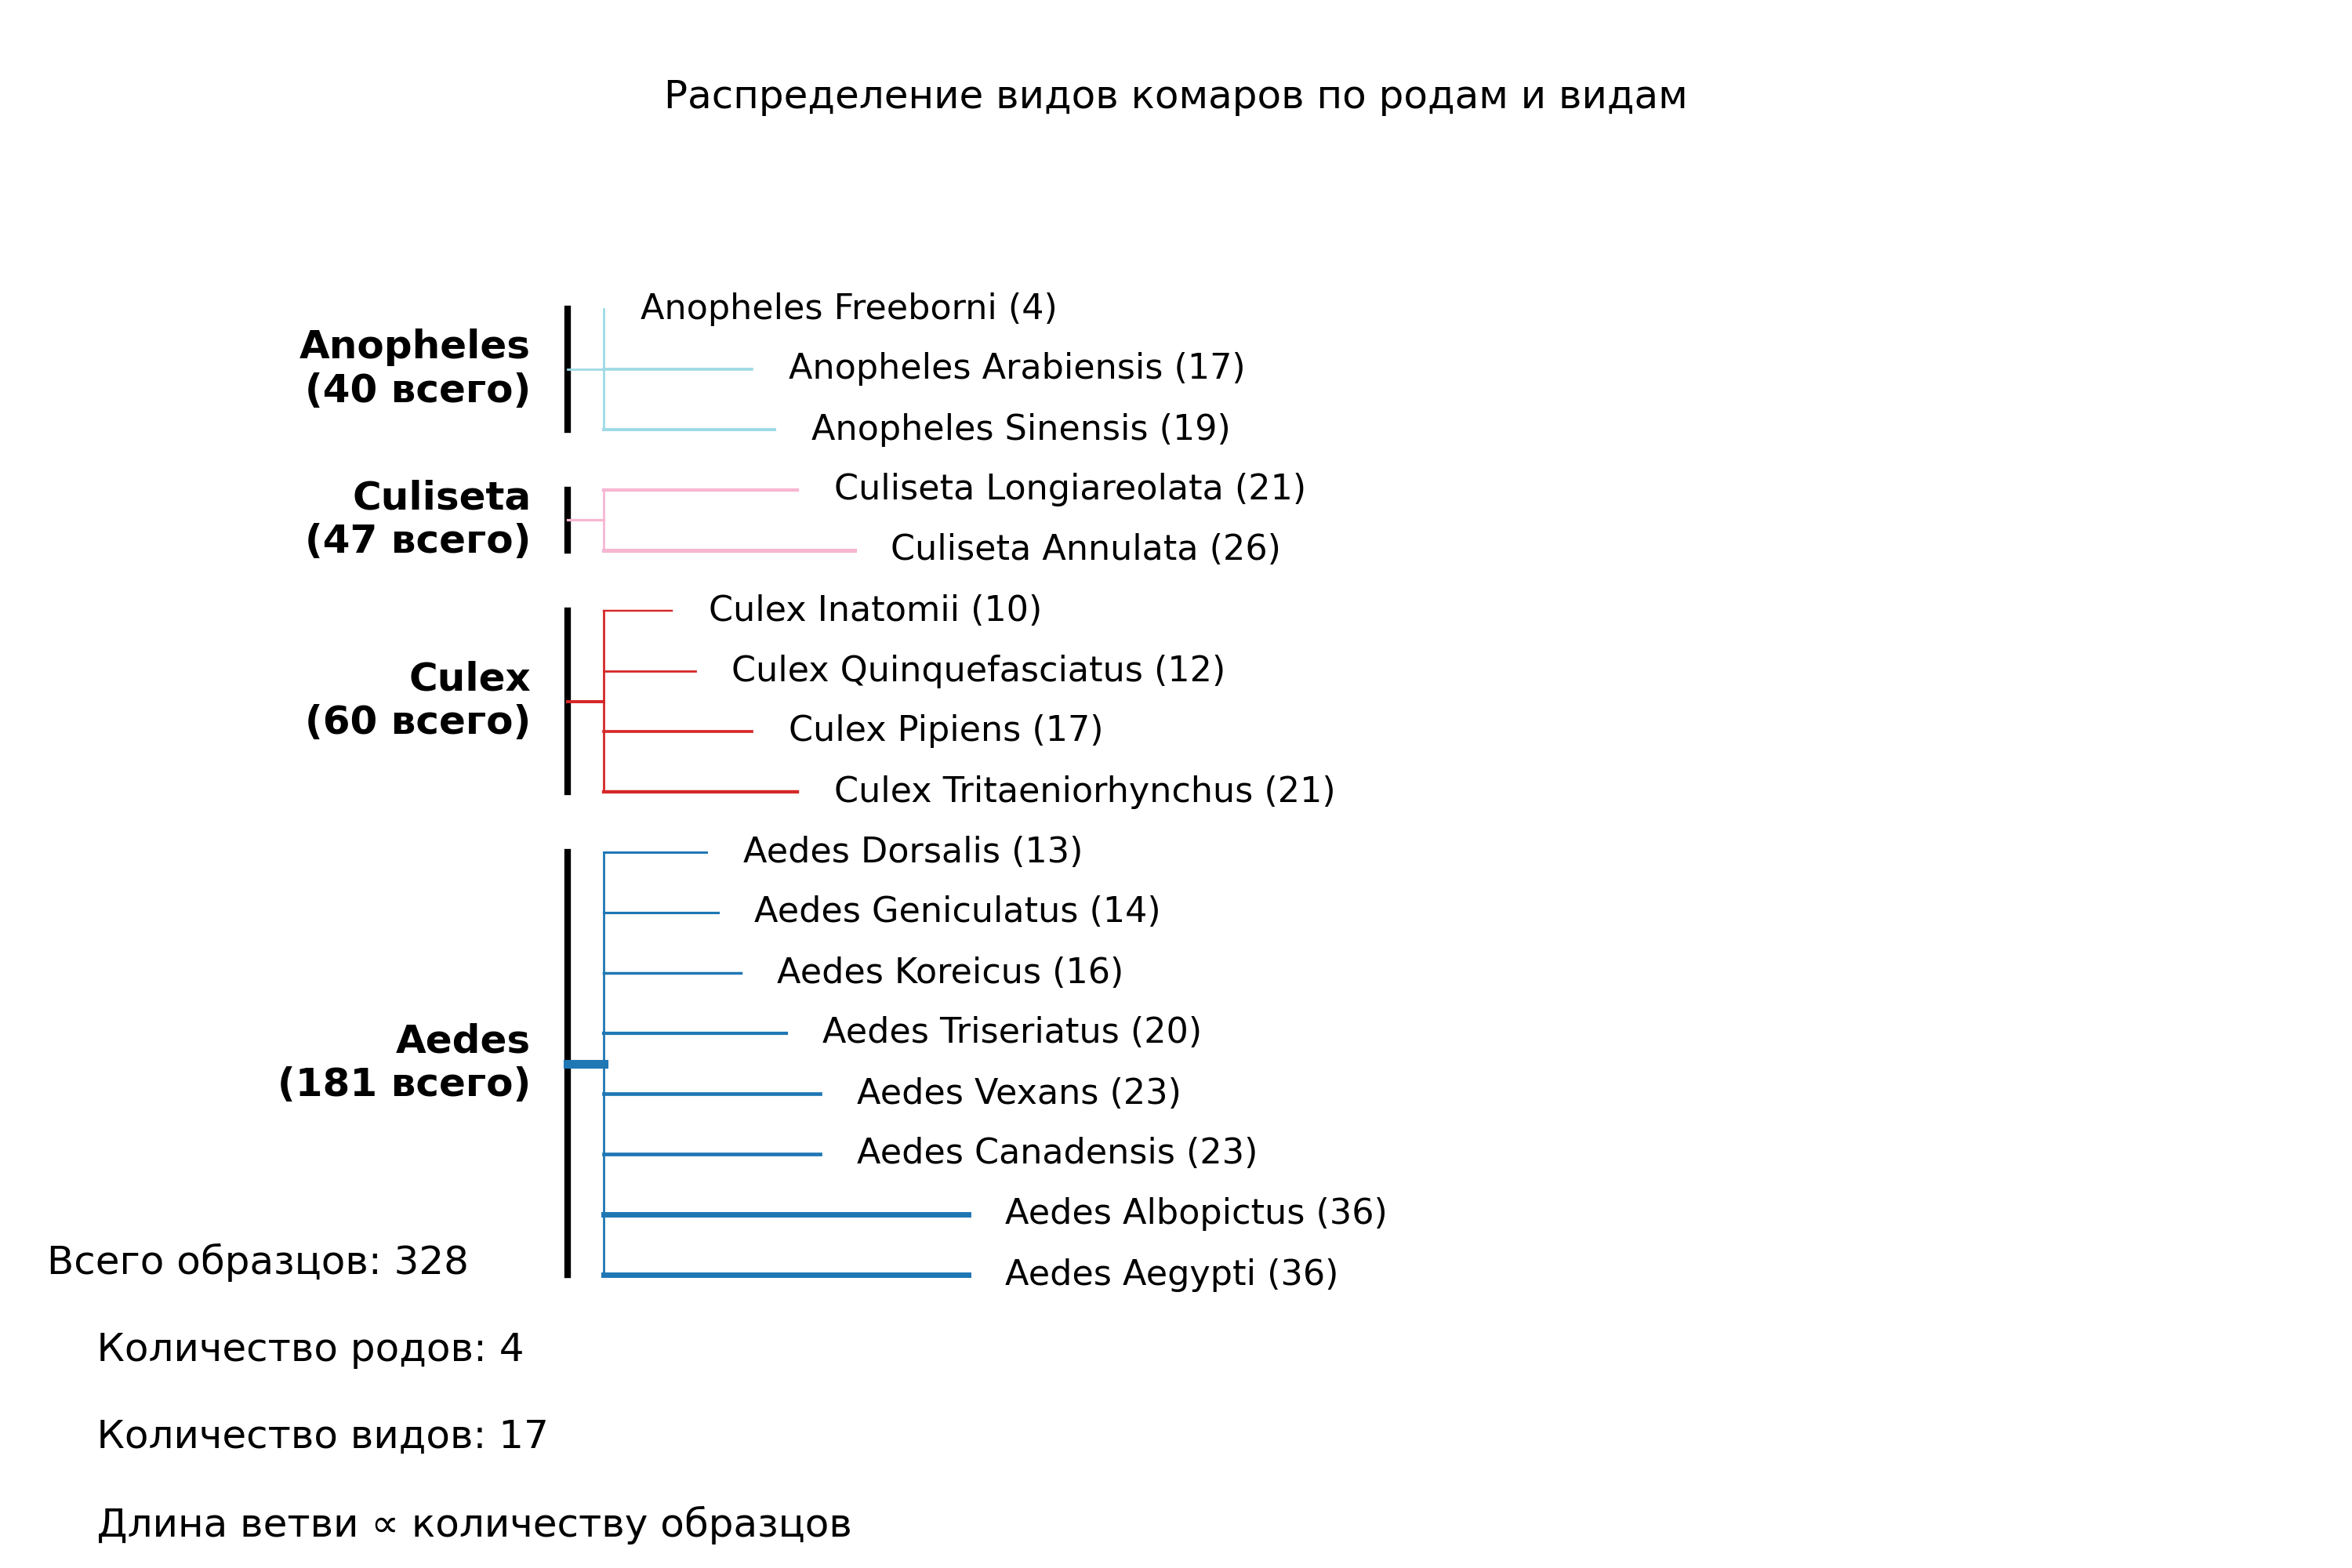 Распределение видов комаров по родам и видам
Anopheles
(40 всего)
Anopheles Freeborni (4)
Anopheles Arabiensis (17)
Anopheles Sinensis (19)
Culiseta
(47 всего)
Culiseta Longiareolata (21)
Culiseta Annulata (26)
Culex
(60 всего)
Culex Inatomii (10)
Culex Quinquefasciatus (12)
Culex Pipiens (17)
Culex Tritaeniorhynchus (21)
Aedes
(181 всего)
Aedes Dorsalis (13)
Aedes Geniculatus (14)
Aedes Koreicus (16)
Aedes Triseriatus (20)
Aedes Vexans (23)
Aedes Canadensis (23)
Aedes Albopictus (36)
Aedes Aegypti (36)
Всего образцов: 328
Количество родов: 4
Количество видов: 17
Длина ветви ∝ количеству образцов